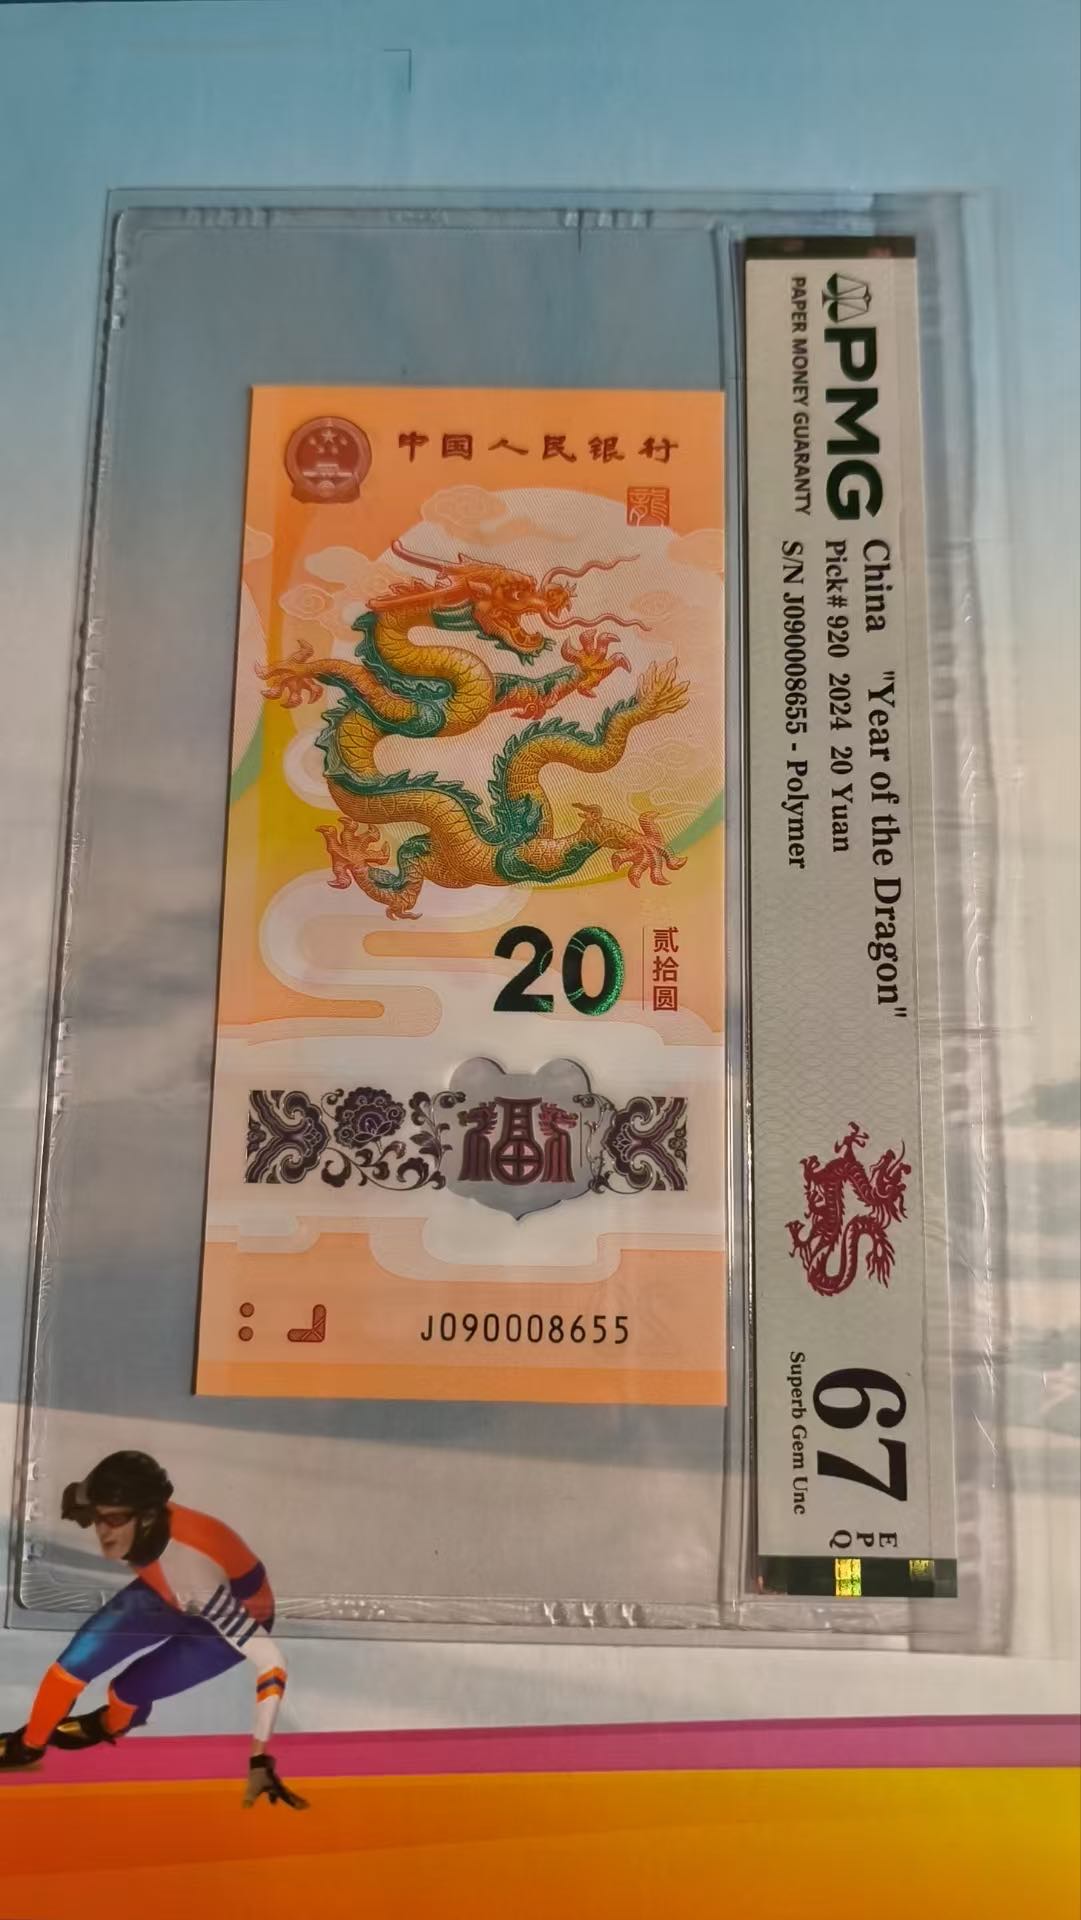 中国人民银行
龍
20
贰拾圆
福
J090008655
PMG
PAPER MONEY GUARANTY
China "Year of the Dragon"
Pick# 920 2024 20 Yuan
S/N J090008655 - Polymer
67
EPQ
Superb Gem Unc